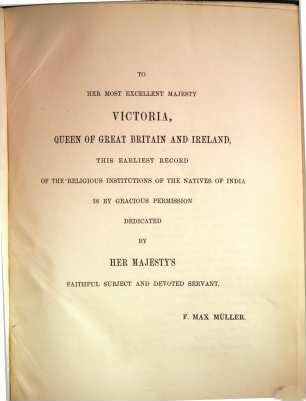 TO
HER MOST EXCELLENT MAJESTY
VICTORIA,
QUEEN OF GREAT BRITAIN AND IRELAND,
THIS EARLIEST RECORD
OF THE RELIGIOUS INSTITUTIONS OF THE NATIVES OF INDIA
IS BY GRACIOUS PERMISSION
DEDICATED
BY
HER MAJESTY'S
FAITHFUL SUBJECT AND DEVOTED SERVANT,
F. MAX MÜLLER.